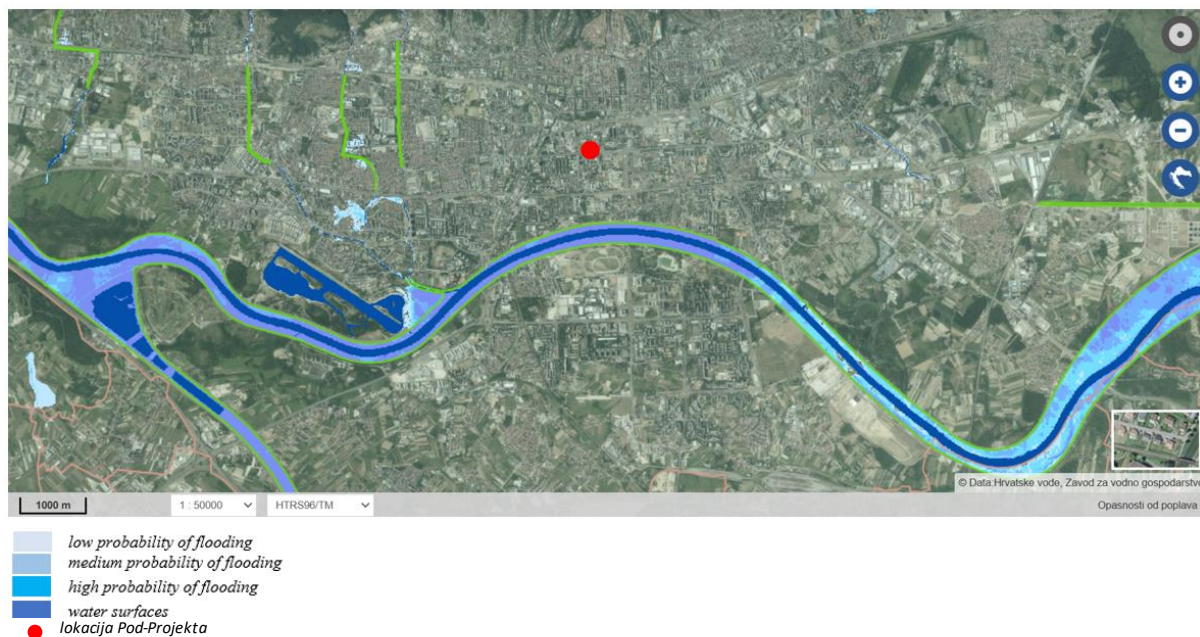 © Data:Hrvatske vode, Zavod za vodno gospodarstvo
1000 m
1 : 50000
HTRS96/TM
Opasnosti od poplava
low probability of flooding
medium probability of flooding
high probability of flooding
water surfaces
lokacija Pod-Projekta